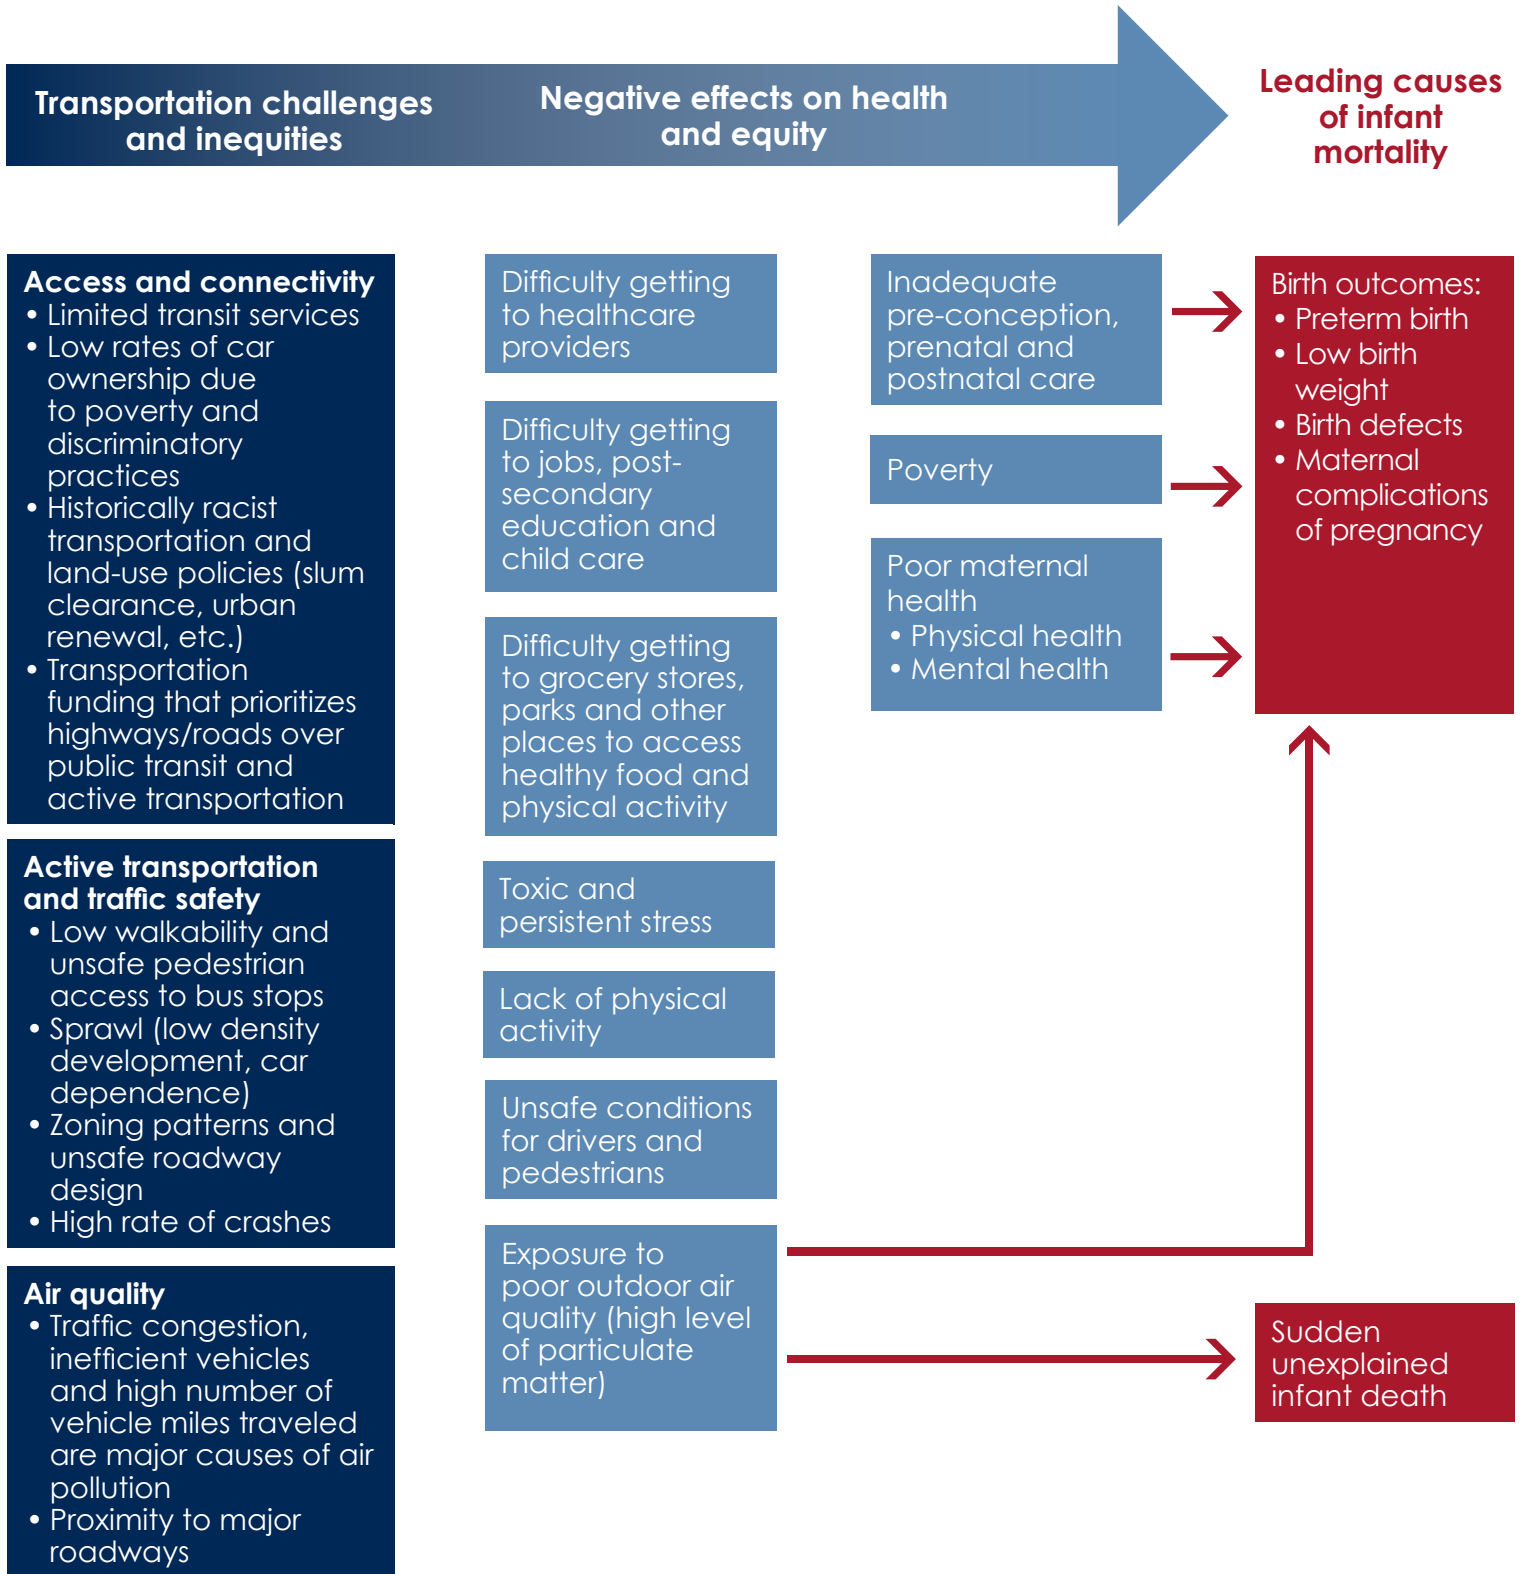 Transportation challenges
and inequities
Negative effects on health
and equity
Leading causes
of infant
mortality
Access and connectivity
• Limited transit services
• Low rates of car
ownership due
to poverty and
discriminatory
practices
• Historically racist
transportation and
land-use policies (slum
clearance, urban
renewal, etc.)
• Transportation
funding that prioritizes
highways/roads over
public transit and
active transportation
Active transportation
and traffic safety
• Low walkability and
unsafe pedestrian
access to bus stops
• Sprawl (low density
development, car
dependence)
• Zoning patterns and
unsafe roadway
design
• High rate of crashes
Air quality
• Traffic congestion,
inefficient vehicles
and high number of
vehicle miles traveled
are major causes of air
pollution
• Proximity to major
roadways
Difficulty getting
to healthcare
providers
Difficulty getting
to jobs, post-
secondary
education and
child care
Difficulty getting
to grocery stores,
parks and other
places to access
healthy food and
physical activity
Toxic and
persistent stress
Lack of physical
activity
Unsafe conditions
for drivers and
pedestrians
Exposure to
poor outdoor air
quality (high level
of particulate
matter)
Inadequate
pre-conception,
prenatal and
postnatal care
Poverty
Poor maternal
health
• Physical health
• Mental health
Birth outcomes:
• Preterm birth
• Low birth
weight
• Birth defects
• Maternal
complications
of pregnancy
Sudden
unexplained
infant death